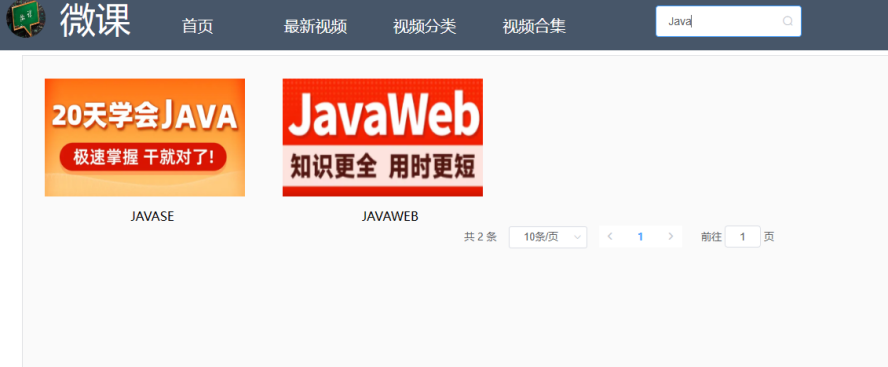 微课
首页
最新视频
视频分类
视频合集
Java
20天学会JAVA
极速掌握 干就对了!
JavaWeb
知识更全 用时更短
JAVASE
JAVAWEB
共 2 条
10条/页
1
前往 1 页